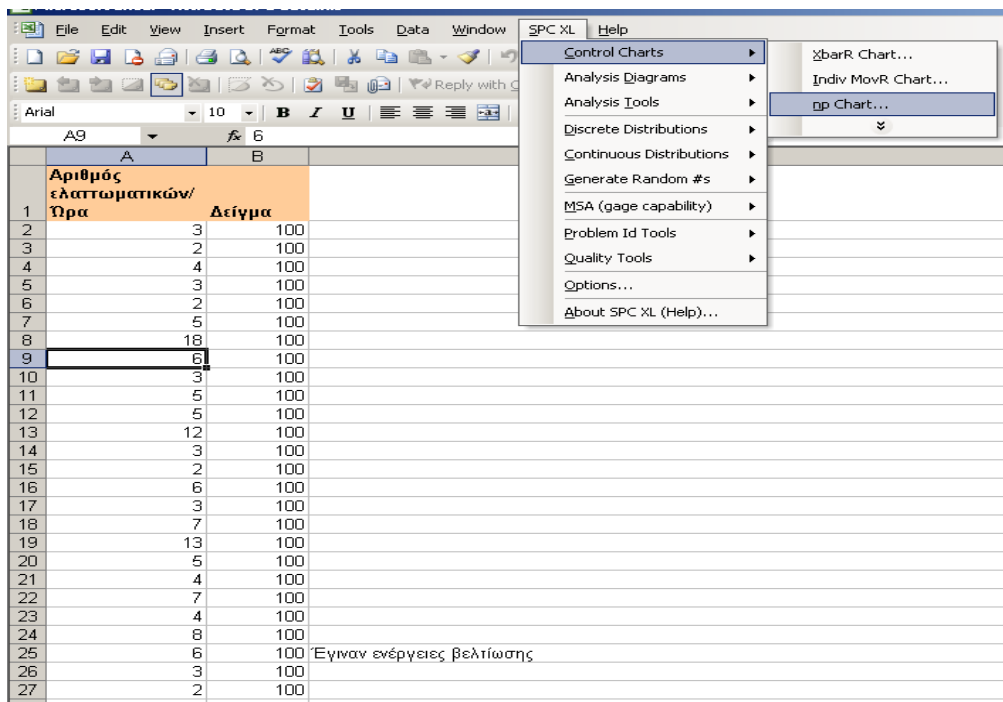 File Edit View Insert Format Tools Data Window SPC XL Help
Reply with
Arial 10 B I U
A9 fx 6
Control Charts
Analysis Diagrams
Analysis Tools
Discrete Distributions
Continuous Distributions
Generate Random #s
MSA (gage capability)
Problem Id Tools
Quality Tools
Options...
About SPC XL (Help)...
XbarR Chart...
Indiv MovR Chart...
np Chart...
A B
1 Αριθμός
ελαττωματικών/
Ώρα Δείγμα
2 3 100
3 2 100
4 4 100
5 3 100
6 2 100
7 5 100
8 18 100
9 6 100
10 3 100
11 5 100
12 5 100
13 12 100
14 3 100
15 2 100
16 6 100
17 3 100
18 7 100
19 13 100
20 5 100
21 4 100
22 7 100
23 4 100
24 8 100
25 6 100 Έγιναν ενέργειες βελτίωσης
26 3 100
27 2 100